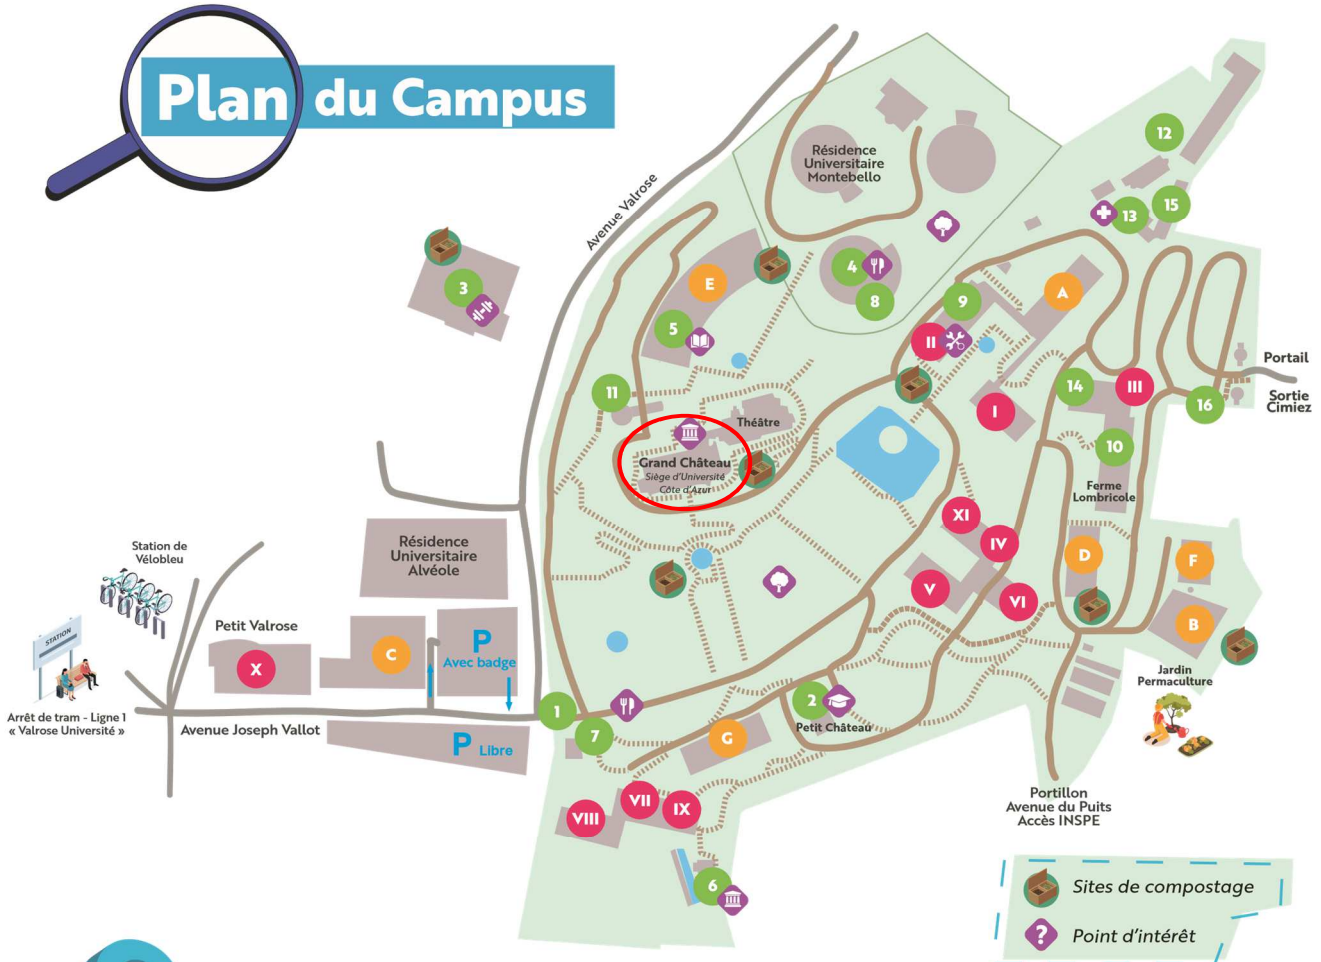 Plan du Campus
Avenue Valrose
Résidence
Universitaire
Montebello
12
13
15
3
E
4
8
9
A
5
II
11
I
14
III
16
Portail
Sortie
Cimiez
Théâtre
Grand Château
Siège d'Université
Côte d'Azur
10
Ferme
Lombricole
XI
IV
V
VI
D
F
B
Résidence
Universitaire
Alvéole
Station de
Vélobleu
STATION
Petit Valrose
X
C
P
Avec badge
Arrêt de tram - Ligne 1
« Valrose Université »
Avenue Joseph Vallot
P Libre
1
7
2
Petit Château
G
Jardin
Permaculture
VIII
VII
IX
6
Portillon
Avenue du Puits
Accès INSPE
Sites de compostage
? Point d'intérêt